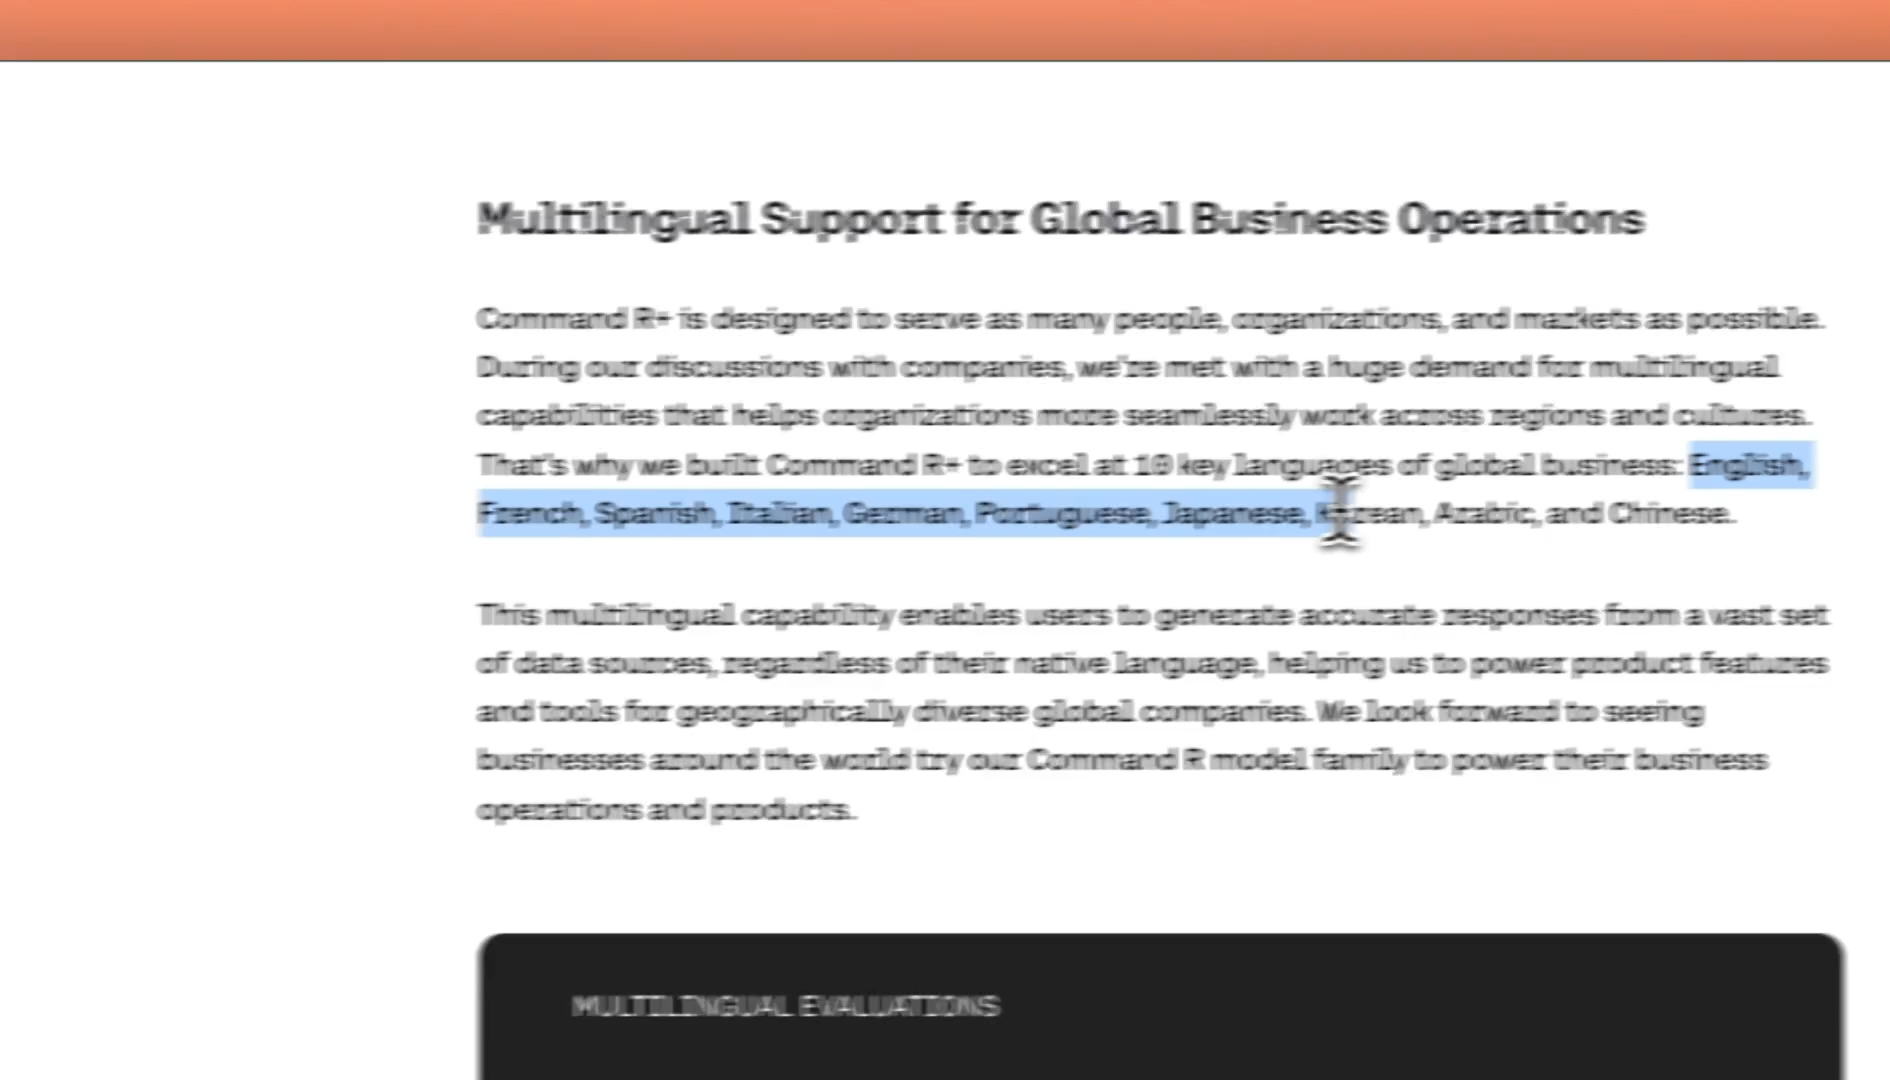 Multilingual Support for Global Business Operations
Command R+ is designed to serve as many people, organizations, and markets as possible.
During our discussions with companies, we're met with a huge demand for multilingual
capabilities that helps organizations more seamlessly work across regions and cultures.
That's why we built Command R+ to excel at 10 key languages of global business: English,
French, Spanish, Italian, German, Portuguese, Japanese, Korean, Arabic, and Chinese.
This multilingual capability enables users to generate accurate responses from a vast set
of data sources, regardless of their native language, helping us to power product features
and tools for geographically diverse global companies. We look forward to seeing
businesses around the world try our Command R model family to power their business
operations and products.
MULTILINGUAL EVALUATIONS